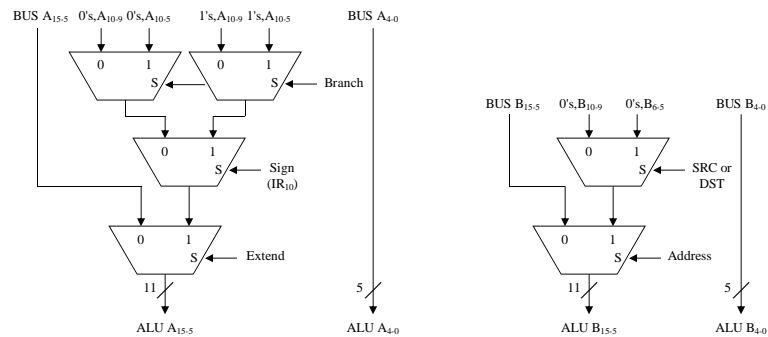 BUS A15-5 0's,A10-9 0's,A10-5 1's,A10-9 1's,A10-5 BUS A4-0
0 1 0 1
S S Branch
BUS B15-5 0's,B10-9 0's,B6-5 BUS B4-0
0 1 0 1
S Sign S SRC or
(IR10) DST
0 1 0 1
S Extend S Address
11 5 11 5
ALU A15-5 ALU A4-0 ALU B15-5 ALU B4-0